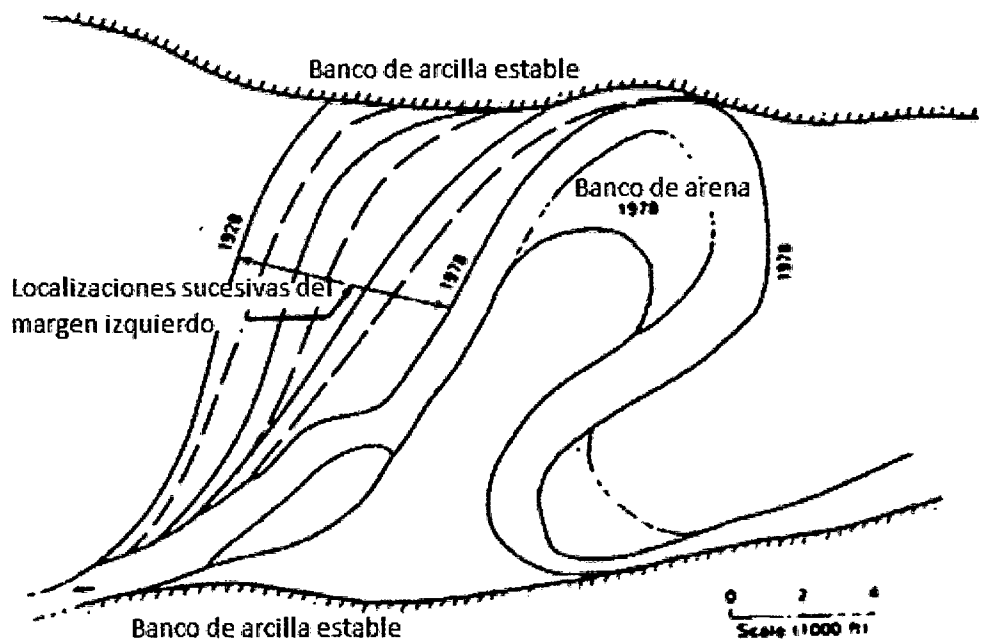 Banco de arcilla estable
Banco de arena
1978
1928
1978
1978
Localizaciones sucesivas del
margen izquierdo
0 2 4
Scale (1000 ft)
Banco de arcilla estable